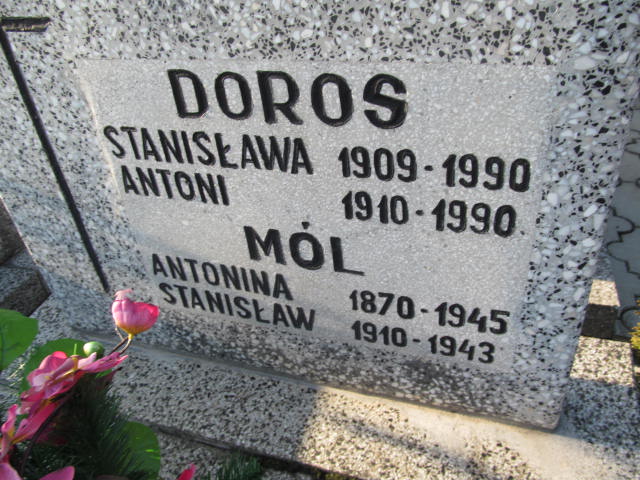 DOROS
STANISŁAWA 1909-1990
ANTONI 1910-1990
MÓL
ANTONINA 1870-1945
STANISŁAW 1910-1943